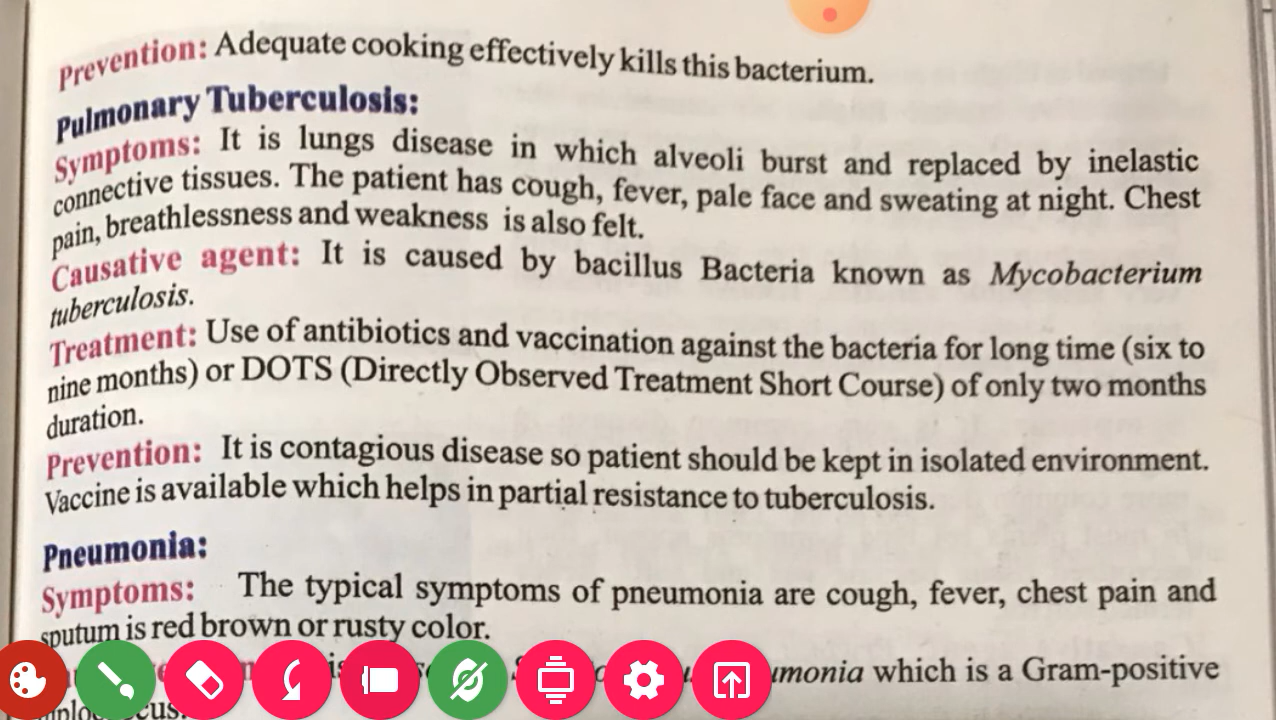 Prevention: Adequate cooking effectively kills this bacterium.
Pulmonary Tuberculosis:
Symptoms: It is lungs disease in which alveoli burst and replaced by inelastic
connective tissues. The patient has cough, fever, pale face and sweating at night. Chest
pain, breathlessness and weakness is also felt.
Causative agent: It is caused by bacillus Bacteria known as Mycobacterium
tuberculosis.
Treatment: Use of antibiotics and vaccination against the bacteria for long time (six to
nine months) or DOTS (Directly Observed Treatment Short Course) of only two months
duration.
Prevention: It is contagious disease so patient should be kept in isolated environment.
Vaccine is available which helps in partial resistance to tuberculosis.
Pneumonia:
Symptoms: The typical symptoms of pneumonia are cough, fever, chest pain and
sputum is red brown or rusty color.
which is a Gram-positive